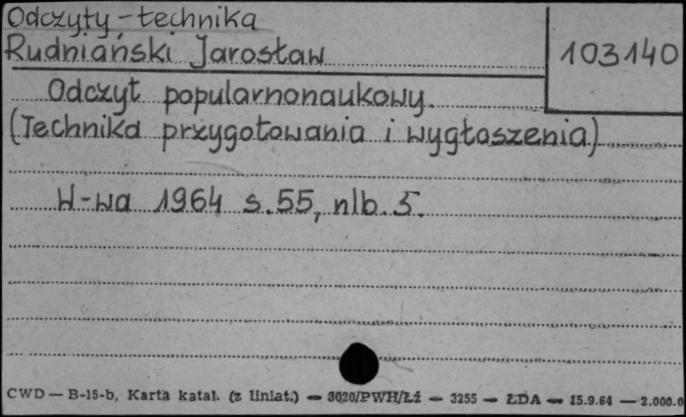 Odczyty - technika
Rudniański Jarosław
103140
Odczyt popularnonaukowy.
(Technika przygotowania i wygłoszenia)
W-wa 1964 s. 55, nlb. 5.
CWD — B-15-b, Karta katal. (z liniat.) — 3020/PWH/Łż — 3255 — ŁDA — 15.9.64 — 2.000.0